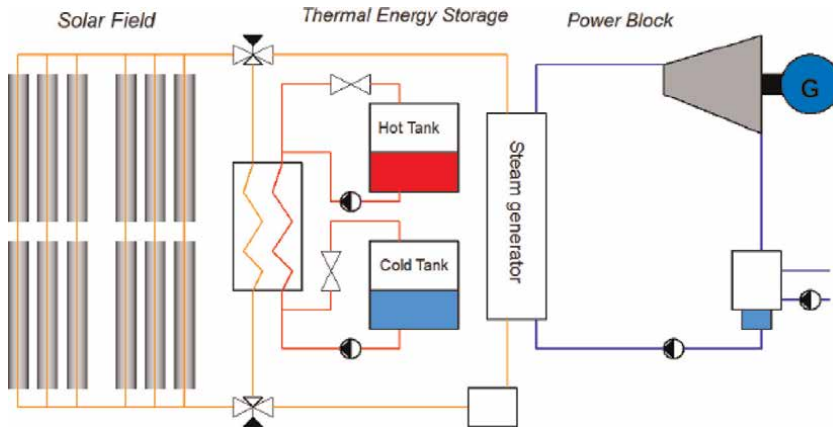 Solar Field
Thermal Energy Storage
Power Block
Hot Tank
Cold Tank
Steam generator
G